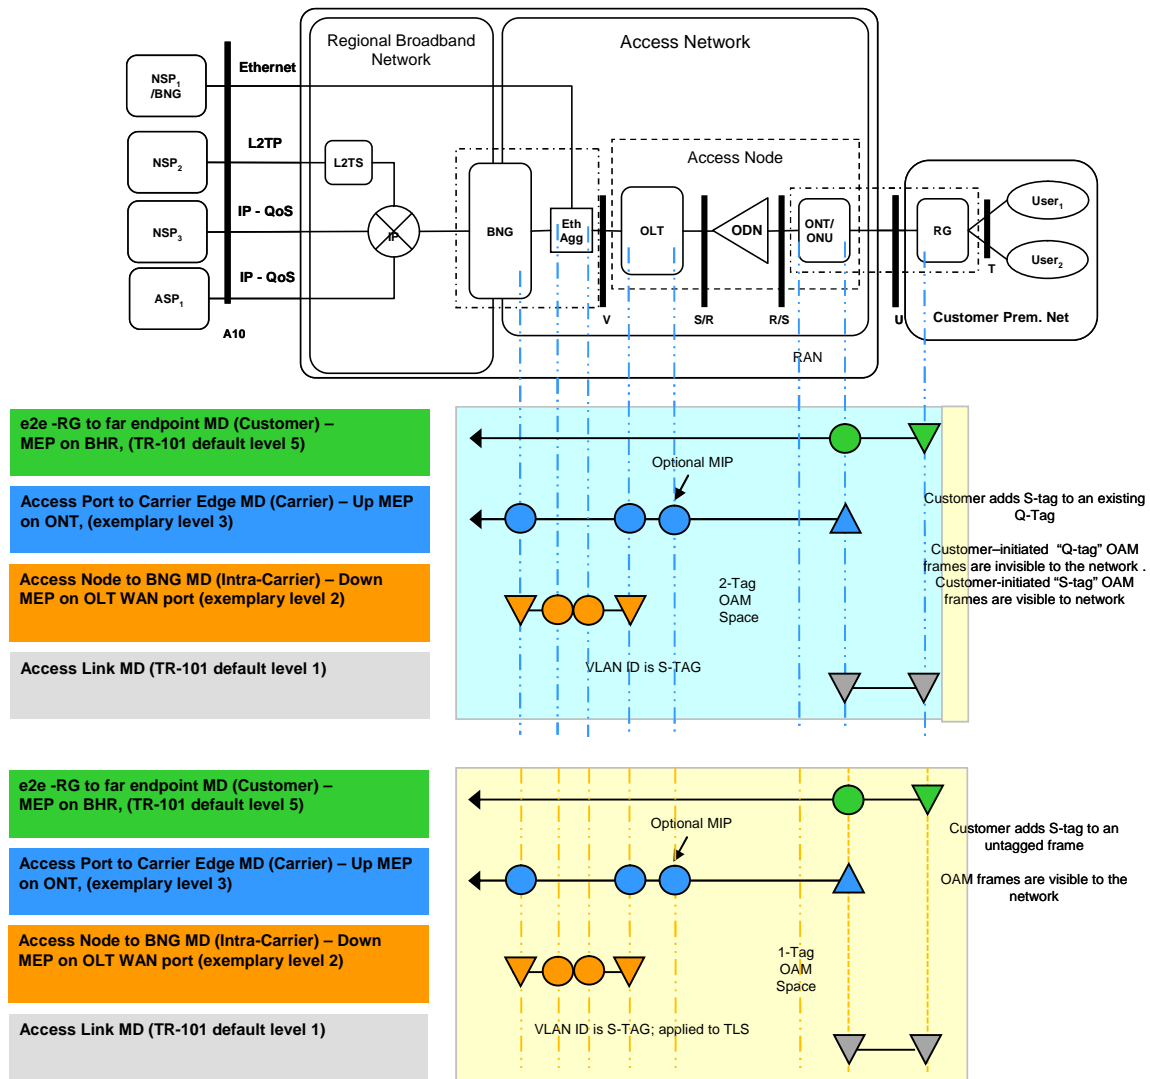 Regional Broadband
Network
Access Network
Ethernet
NSP1
/BNG
L2TP
Access Node
NSP2
L2TS
User1
IP - QoS
NSP3
IP
BNG
Eth
Agg
OLT
ODN
ONT/
ONU
RG
User2
IP - QoS
T
ASP1
A10
V
S/R
R/S
U
Customer Prem. Net
RAN
e2e -RG to far endpoint MD (Customer) –
MEP on BHR, (TR-101 default level 5)
Optional MIP
Access Port to Carrier Edge MD (Carrier) – Up MEP
on ONT, (exemplary level 3)
Customer adds S-tag to an existing
Q-Tag
Customer–initiated “Q-tag” OAM
frames are invisible to the network .
Customer-initiated “S-tag” OAM
frames are visible to network
Access Node to BNG MD (Intra-Carrier) – Down
MEP on OLT WAN port (exemplary level 2)
2-Tag
OAM
Space
Access Link MD (TR-101 default level 1)
VLAN ID is S-TAG
e2e -RG to far endpoint MD (Customer) –
MEP on BHR, (TR-101 default level 5)
Optional MIP
Customer adds S-tag to an
untagged frame
Access Port to Carrier Edge MD (Carrier) – Up MEP
on ONT, (exemplary level 3)
OAM frames are visible to the
network
Access Node to BNG MD (Intra-Carrier) – Down
MEP on OLT WAN port (exemplary level 2)
1-Tag
OAM
Space
Access Link MD (TR-101 default level 1)
VLAN ID is S-TAG; applied to TLS